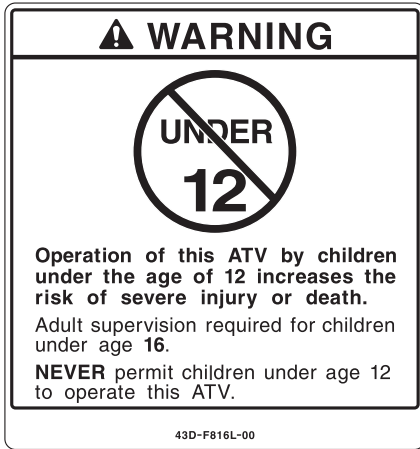 WARNING
UNDER
12
Operation of this ATV by children
under the age of 12 increases the
risk of severe injury or death.
Adult supervision required for children
under age 16.
NEVER permit children under age 12
to operate this ATV.
43D-F816L-00